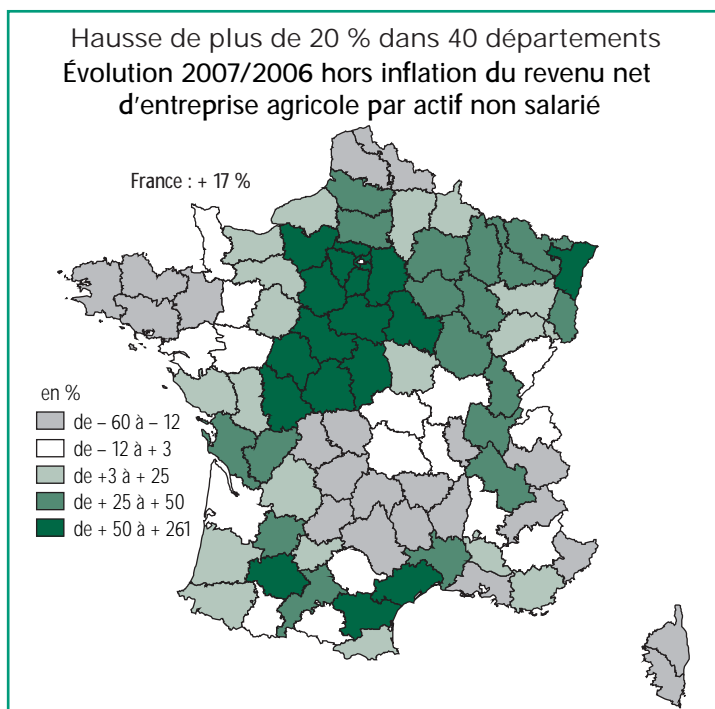 Hausse de plus de 20 % dans 40 départements
Évolution 2007/2006 hors inflation du revenu net
d'entreprise agricole par actif non salarié
France : + 17 %
en %
de – 60 à – 12
de – 12 à + 3
de +3 à + 25
de + 25 à + 50
de + 50 à + 261